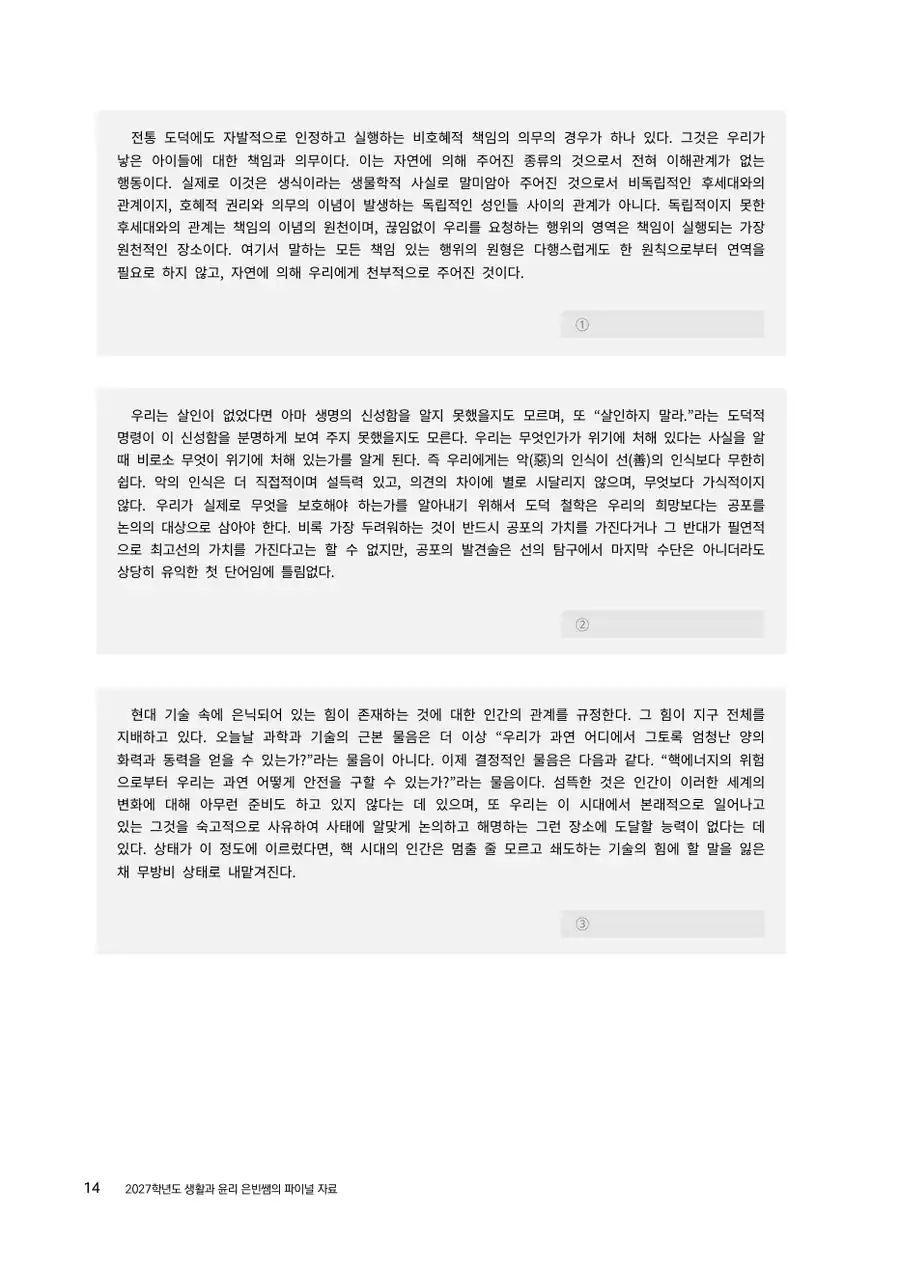 전통 도덕에도 자발적으로 인정하고 실행하는 비호혜적 책임의 의무의 경우가 하나 있다. 그것은 우리가
낳은 아이들에 대한 책임과 의무이다. 이는 자연에 의해 주어진 종류의 것으로서 전혀 이해관계가 없는
행동이다. 실제로 이것은 생식이라는 생물학적 사실로 말미암아 주어진 것으로서 비독립적인 후세대와의
관계이지, 호혜적 권리와 의무의 이념이 발생하는 독립적인 성인들 사이의 관계가 아니다. 독립적이지 못한
후세대와의 관계는 책임의 이념의 원천이며, 끊임없이 우리를 요청하는 행위의 영역은 책임이 실행되는 가장
원천적인 장소이다. 여기서 말하는 모든 책임 있는 행위의 원형은 다행스럽게도 한 원칙으로부터 연역을
필요로 하지 않고, 자연에 의해 우리에게 천부적으로 주어진 것이다.
①
우리는 살인이 없었다면 아마 생명의 신성함을 알지 못했을지도 모르며, 또 “살인하지 말라.”라는 도덕적
명령이 이 신성함을 분명하게 보여 주지 못했을지도 모른다. 우리는 무엇인가가 위기에 처해 있다는 사실을 알
때 비로소 무엇이 위기에 처해 있는가를 알게 된다. 즉 우리에게는 악(惡)의 인식이 선(善)의 인식보다 무한히
쉽다. 악의 인식은 더 직접적이며 설득력 있고, 의견의 차이에 별로 시달리지 않으며, 무엇보다 가식적이지
않다. 우리가 실제로 무엇을 보호해야 하는가를 알아내기 위해서 도덕 철학은 우리의 희망보다는 공포를
논의의 대상으로 삼아야 한다. 비록 가장 두려워하는 것이 반드시 공포의 가치를 가진다거나 그 반대가 필연적
으로 최고선의 가치를 가진다고는 할 수 없지만, 공포의 발견술은 선의 탐구에서 마지막 수단은 아니더라도
상당히 유익한 첫 단어임에 틀림없다.
②
현대 기술 속에 은닉되어 있는 힘이 존재하는 것에 대한 인간의 관계를 규정한다. 그 힘이 지구 전체를
지배하고 있다. 오늘날 과학과 기술의 근본 물음은 더 이상 “우리가 과연 어디에서 그토록 엄청난 양의
화력과 동력을 얻을 수 있는가?”라는 물음이 아니다. 이제 결정적인 물음은 다음과 같다. “핵에너지의 위험
으로부터 우리는 과연 어떻게 안전을 구할 수 있는가?”라는 물음이다. 섬뜩한 것은 인간이 이러한 세계의
변화에 대해 아무런 준비도 하고 있지 않다는 데 있으며, 또 우리는 이 시대에서 본래적으로 일어나고
있는 그것을 숙고적으로 사유하여 사태에 알맞게 논의하고 해명하는 그런 장소에 도달할 능력이 없다는 데
있다. 상태가 이 정도에 이르렀다면, 핵 시대의 인간은 멈출 줄 모르고 쇄도하는 기술의 힘에 할 말을 잃은
채 무방비 상태로 내맡겨진다.
③
14 2027학년도 생활과 윤리 은빈쌤의 파이널 자료